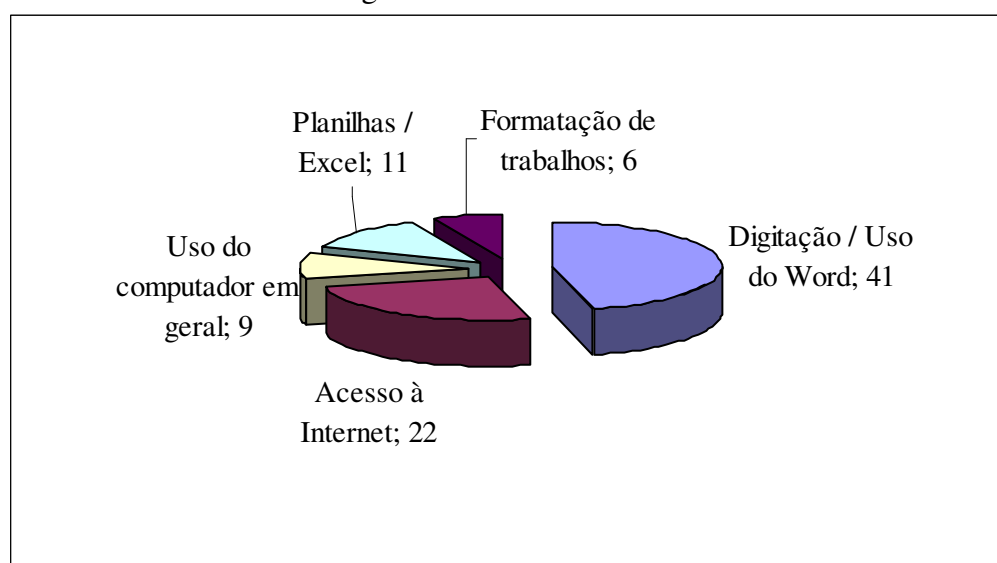 Planilhas /
Excel; 11
Formatação de
trabalhos; 6
Uso do
computador em
geral; 9
Digitação / Uso
do Word; 41
Acesso à
Internet; 22